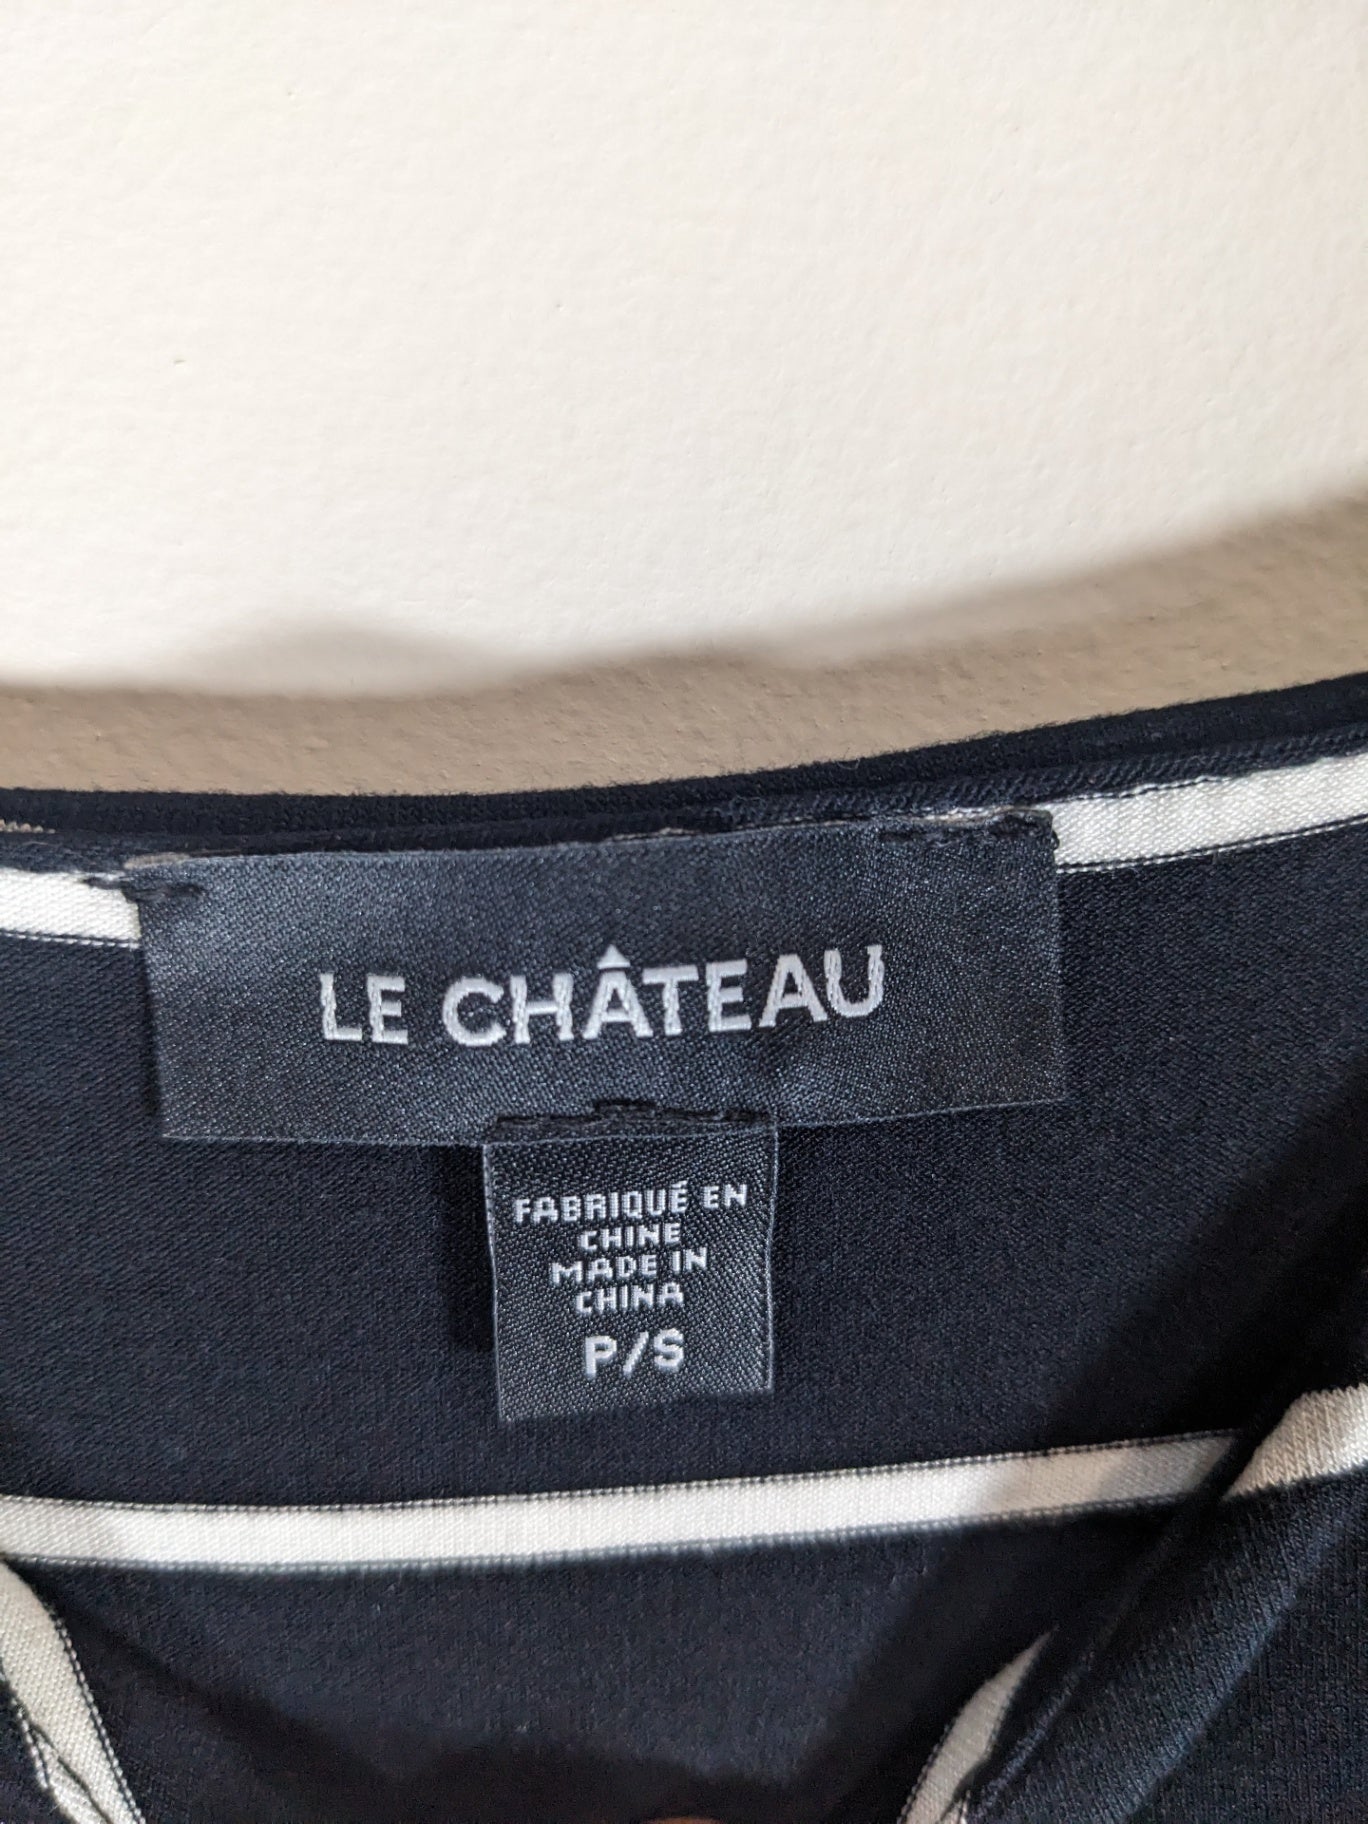 LE CHÂTEAU
FABRIQUÉ EN
CHINE
MADE IN
CHINA
P/S